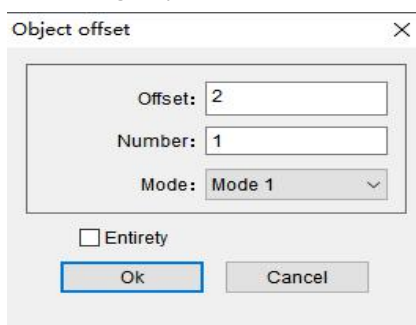 Object offset
Offset: 2
Number: 1
Mode: Mode 1
Entirety
Ok Cancel